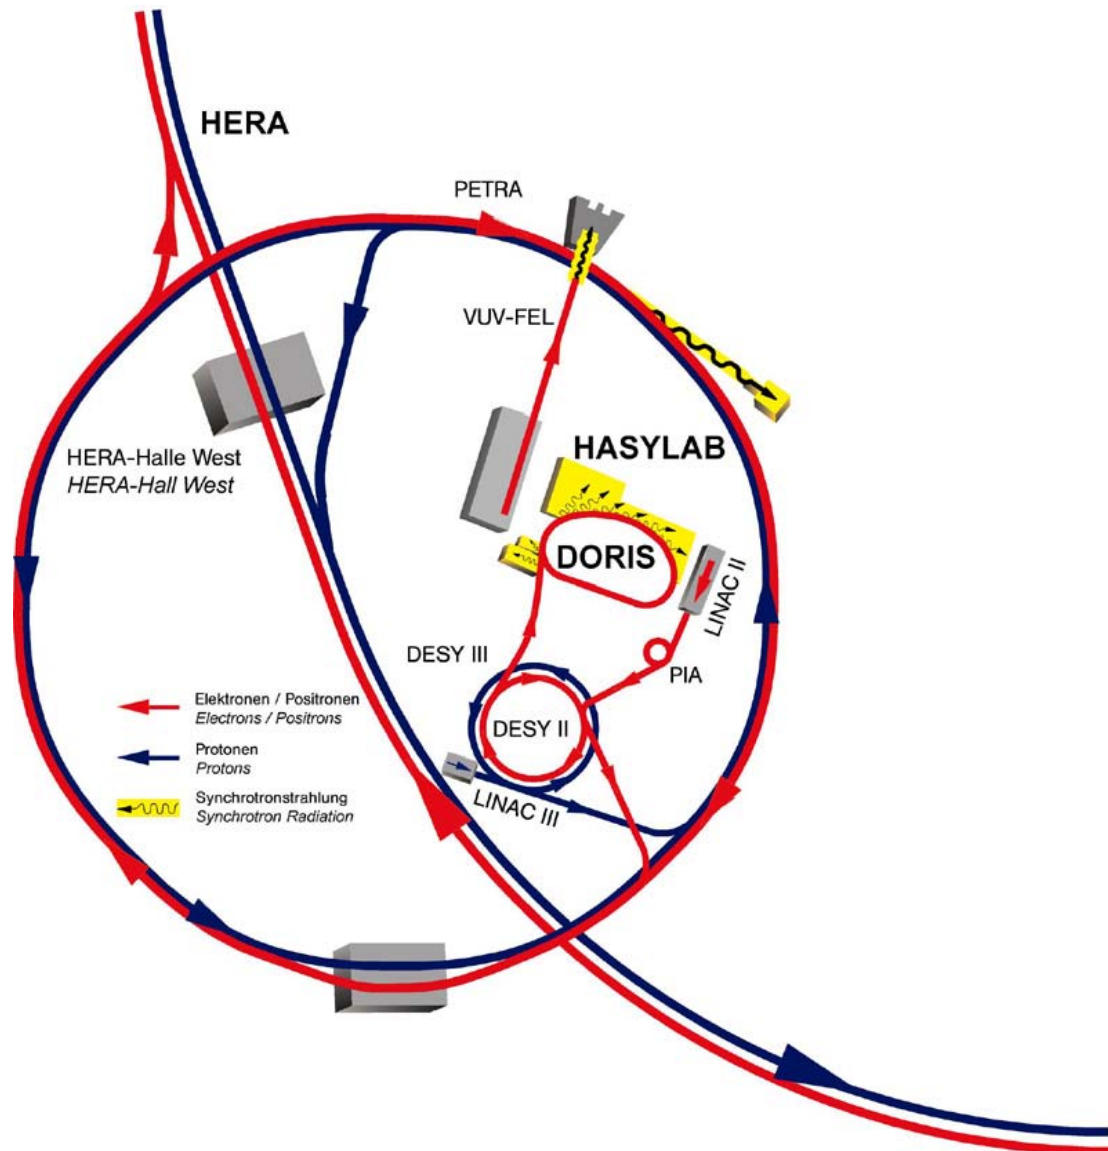 HERA
PETRA
VUV-FEL
HERA-Halle West
HERA-Hall West
HASYLAB
DORIS
LINAC II
DESY III
PIA
DESY II
LINAC III
Elektronen / Positronen
Electrons / Positrons
Protonen
Protons
Synchrotronstrahlung
Synchrotron Radiation